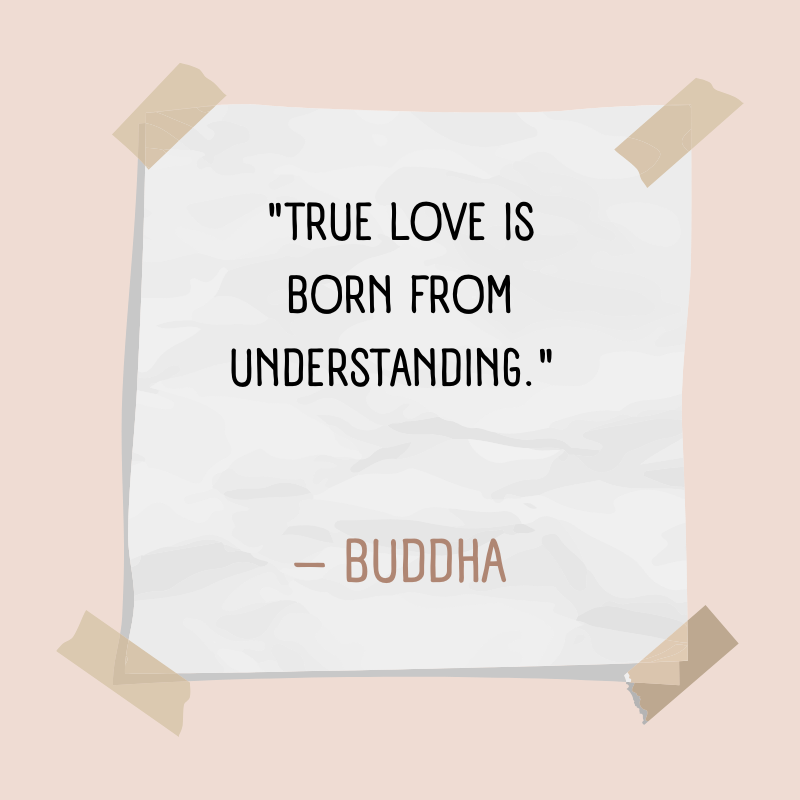 "TRUE LOVE IS
BORN FROM
UNDERSTANDING."
– BUDDHA